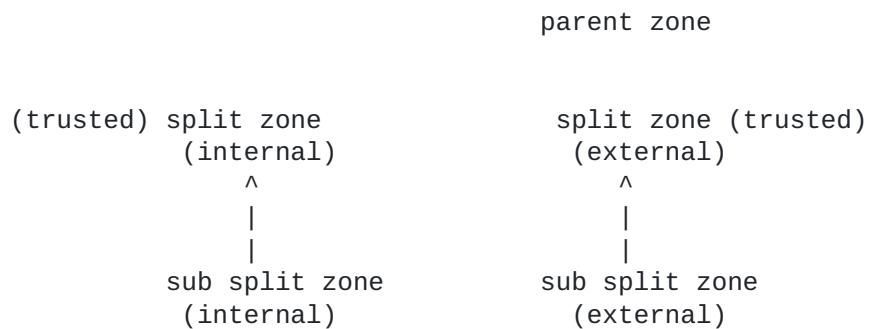 parent zone
(trusted) split zone split zone (trusted)
(internal) (external)
^ ^
| |
| |
sub split zone sub split zone
(internal) (external)